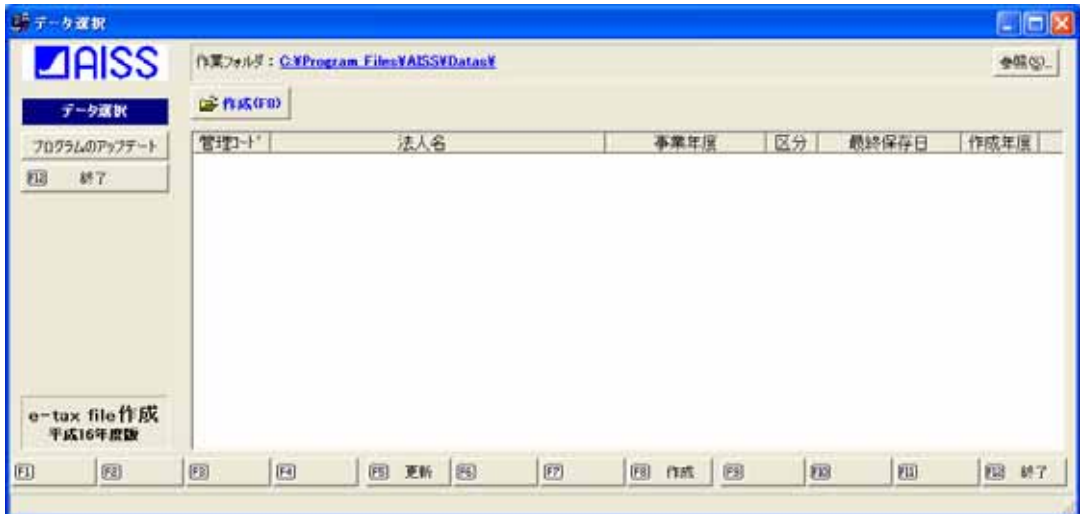 データ選択
AISS
作業フォルダ : C:¥Program Files¥AISS¥Datas¥
参照(S)...
データ選択
作成(F8)
プログラムのアップデート
F12 終了
管理コード 法人名 事業年度 区分 最終保存日 作成年度
e-tax file作成
平成16年度版
F1 F2 F3 F4 F5 更新 F6 F7 F8 作成 F9 F10 F11 F12 終了